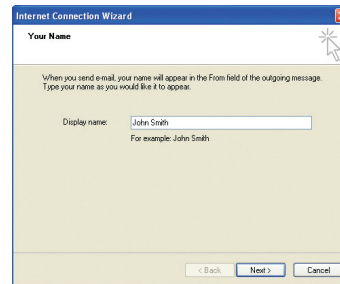 Internet Connection Wizard
Your Name
When you send e-mail, your name will appear in the From field of the outgoing message.
Type your name as you would like it to appear.
Display name: John Smith
For example: John Smith
< Back Next > Cancel